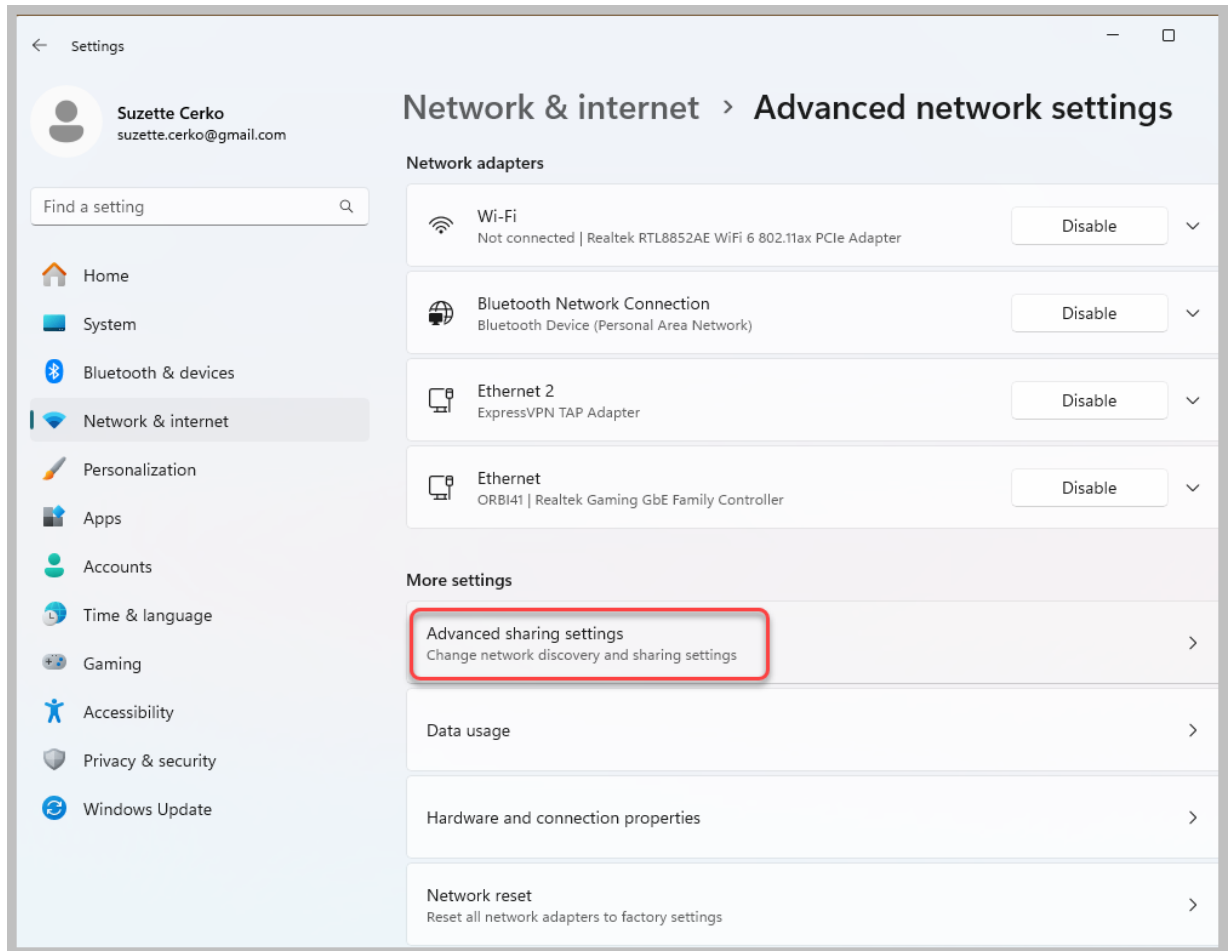 Settings
Suzette Cerko
suzette.cerko@gmail.com
Find a setting
Home
System
Bluetooth & devices
Network & internet
Personalization
Apps
Accounts
Time & language
Gaming
Accessibility
Privacy & security
Windows Update
Network & internet > Advanced network settings
Network adapters
Wi-Fi
Not connected | Realtek RTL8852AE WiFi 6 802.11ax PCIe Adapter
Disable
Bluetooth Network Connection
Bluetooth Device (Personal Area Network)
Disable
Ethernet 2
ExpressVPN TAP Adapter
Disable
Ethernet
ORBI41 | Realtek Gaming GbE Family Controller
Disable
More settings
Advanced sharing settings
Change network discovery and sharing settings
Data usage
Hardware and connection properties
Network reset
Reset all network adapters to factory settings